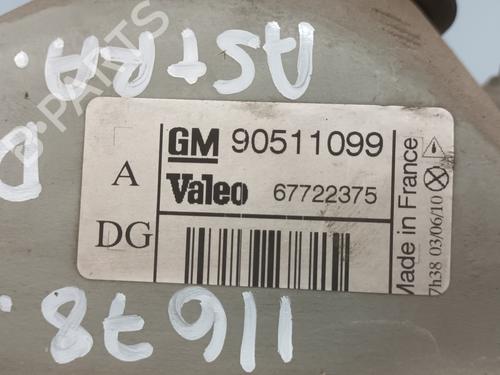 ASTRA.
D
GM 90511099
A
Valeo 67722375
DG
Made in France
7h38 03/06/10
11678.
PARTS